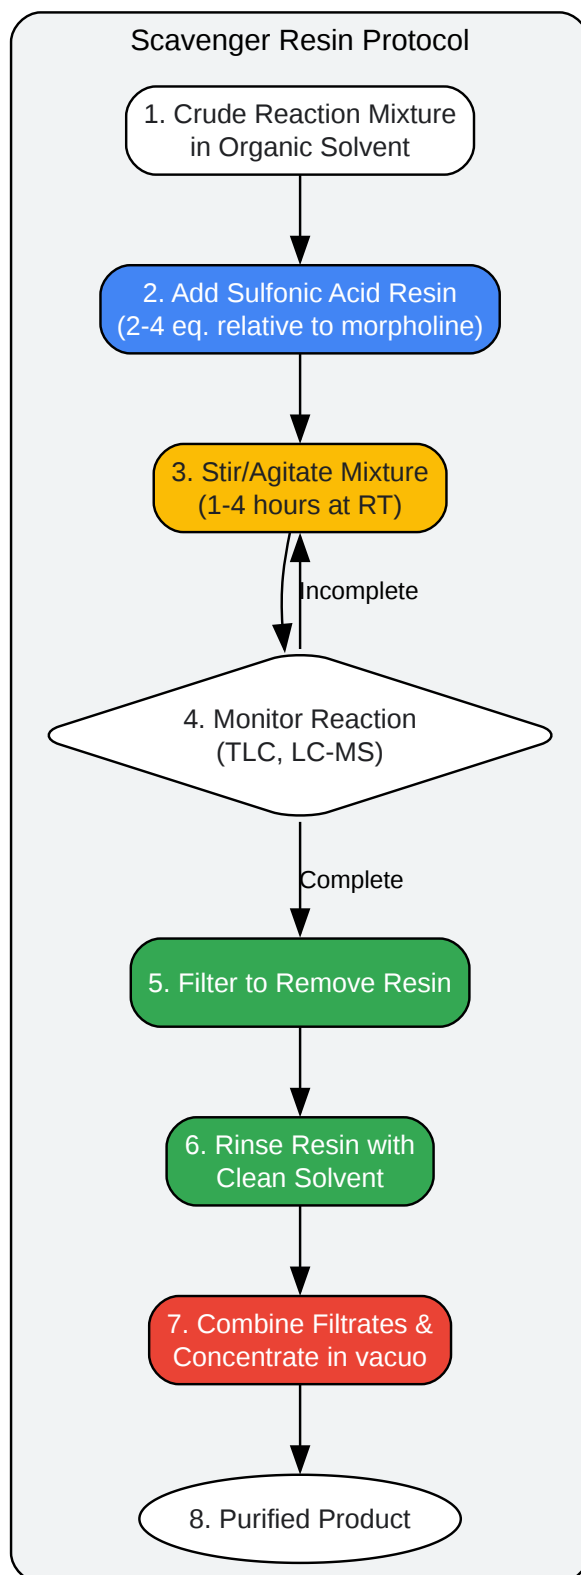 Scavenger Resin Protocol
1. Crude Reaction Mixture
in Organic Solvent
2. Add Sulfonic Acid Resin
(2-4 eq. relative to morpholine)
3. Stir/Agitate Mixture
(1-4 hours at RT)
Incomplete
4. Monitor Reaction
(TLC, LC-MS)
Complete
5. Filter to Remove Resin
6. Rinse Resin with
Clean Solvent
7. Combine Filtrates &
Concentrate in vacuo
8. Purified Product